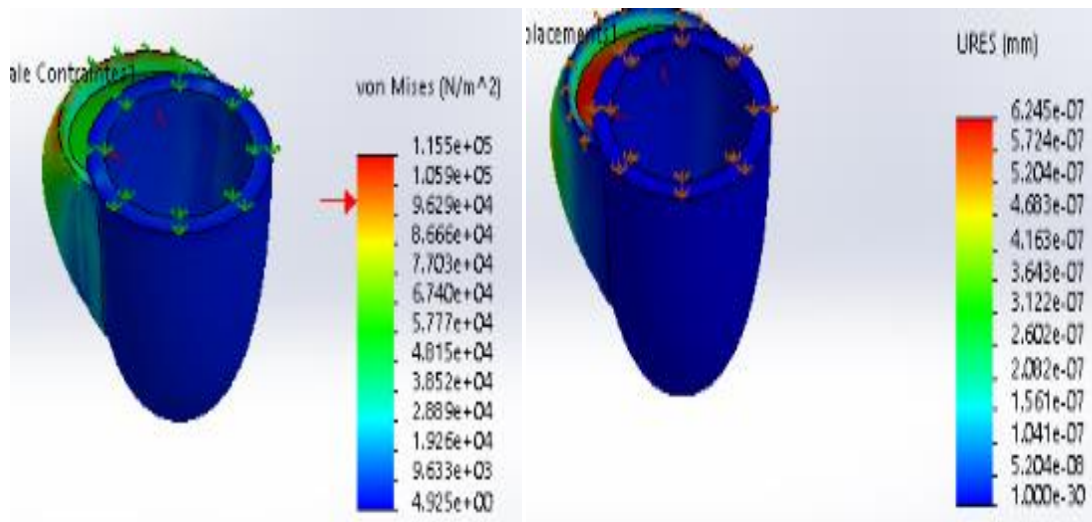 ale Contraintes]
von Mises (N/m^2)
1.155e+05
1.059e+05
9.629e+04
8.666e+04
7.703e+04
6.740e+04
5.777e+04
4.815e+04
3.852e+04
2.889e+04
1.926e+04
9.633e+03
4.925e+00
placements]
URES (mm)
6.245e-07
5.724e-07
5.204e-07
4.683e-07
4.163e-07
3.643e-07
3.122e-07
2.602e-07
2.082e-07
1.561e-07
1.041e-07
5.204e-08
1.000e-30